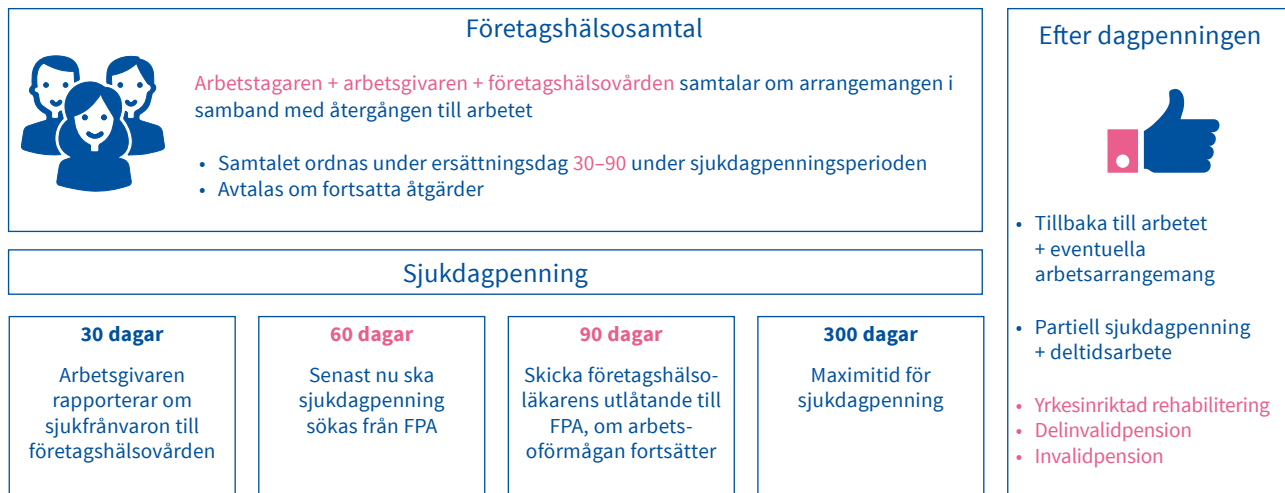 Företagshälsosamtal
Arbetstagaren + arbetsgivaren + företagshälsovården samtalar om arrangemangen i
samband med återgången till arbetet
• Samtalet ordnas under ersättningsdag 30–90 under sjukdagpenningsperioden
• Avtalas om fortsatta åtgärder
Sjukdagpenning
30 dagar
Arbetsgivaren
rapporterar om
sjukfrånvaron till
företagshälsovården
60 dagar
Senast nu ska
sjukdagpenning
sökas från FPA
90 dagar
Skicka företagshälso-
läkarens utlåtande till
FPA, om arbets-
oförmågan fortsätter
300 dagar
Maximitid för
sjukdagpenning
Efter dagpenningen
• Tillbaka till arbetet
+ eventuella
arbetsarrangemang
• Partiell sjukdagpenning
+ deltidsarbete
• Yrkesinriktad rehabilitering
• Delinvalidpension
• Invalidpension